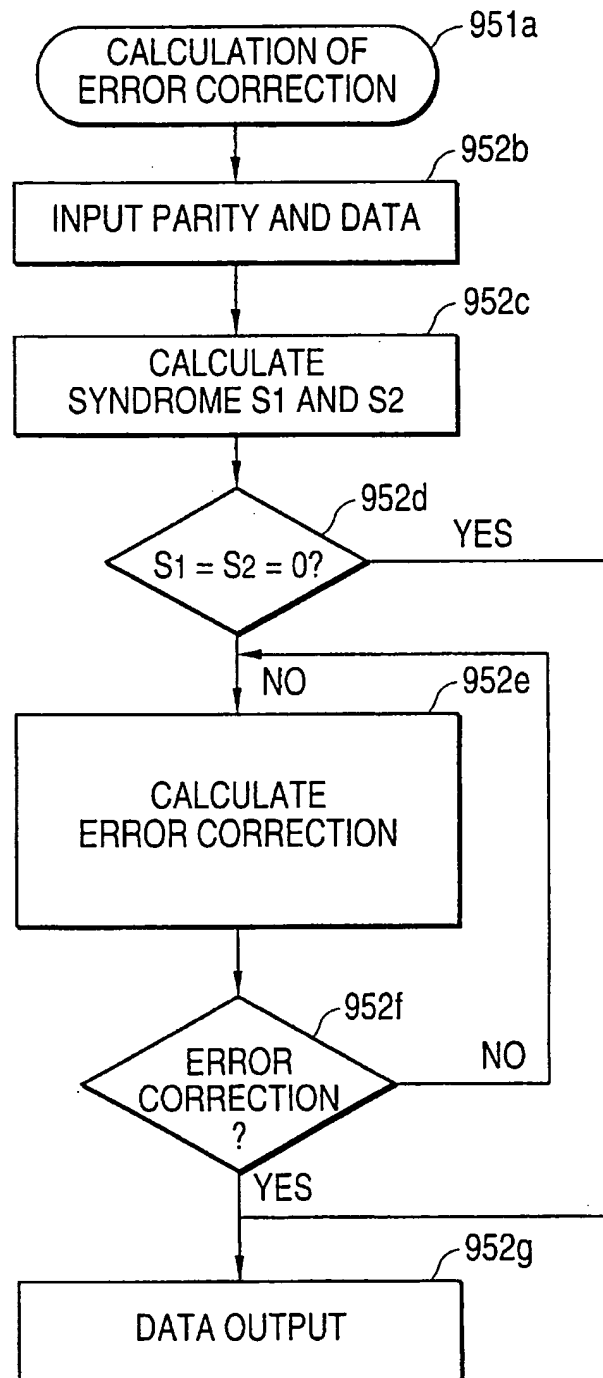 951a
CALCULATION OF
ERROR CORRECTION
952b
INPUT PARITY AND DATA
952c
CALCULATE
SYNDROME S1 AND S2
952d
YES
S1 = S2 = 0?
NO
952e
CALCULATE
ERROR CORRECTION
952f
NO
ERROR
CORRECTION
?
YES
952g
DATA OUTPUT